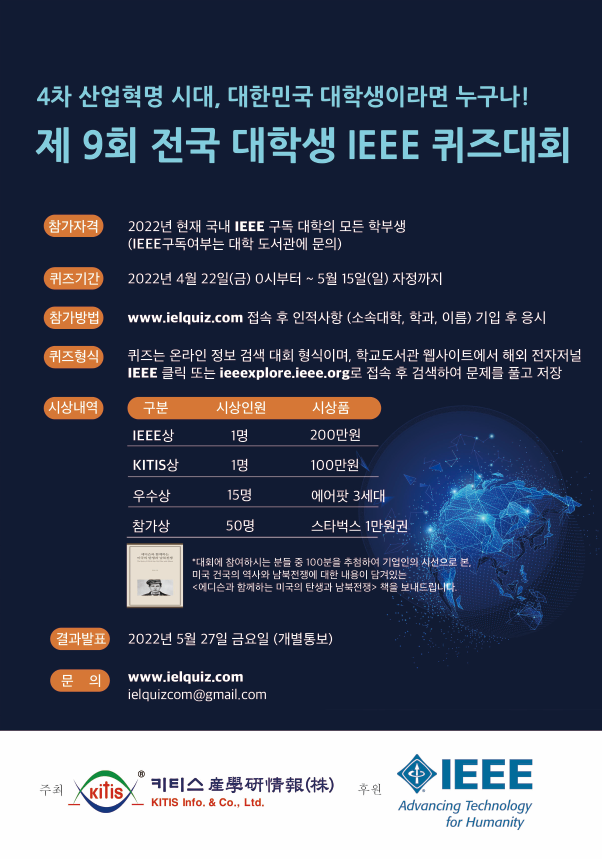 4차 산업혁명 시대, 대한민국 대학생이라면 누구나!
제 9회 전국 대학생 IEEE 퀴즈대회
참가자격 2022년 현재 국내 IEEE 구독 대학의 모든 학부생
(IEEE구독여부는 대학 도서관에 문의)
퀴즈기간 2022년 4월 22일(금) 0시부터 ~ 5월 15일(일) 자정까지
참가방법 www.ielquiz.com 접속 후 인적사항 (소속대학, 학과, 이름) 기입 후 응시
퀴즈형식 퀴즈는 온라인 정보 검색 대회 형식이며, 학교도서관 웹사이트에서 해외 전자저널
IEEE 클릭 또는 ieeexplore.ieee.org로 접속 후 검색하여 문제를 풀고 저장
시상내역 구분 시상인원 시상품
IEEE상 1명 200만원
KITIS상 1명 100만원
우수상 15명 에어팟 3세대
참가상 50명 스타벅스 1만원권
*대회에 참여하시는 분들 중 100분을 추첨하여 기업인의 시선으로 본,
미국 건국의 역사와 남북전쟁에 대한 내용이 담겨있는
<에디슨과 함께하는 미국의 탄생과 남북전쟁> 책을 보내드립니다.
결과발표 2022년 5월 27일 금요일 (개별통보)
문 의 www.ielquiz.com
ielquizcom@gmail.com
주최 KITIS ® 키티스 産學研情報(株)
KITIS Info. & Co., Ltd.
후원 IEEE
Advancing Technology
for Humanity